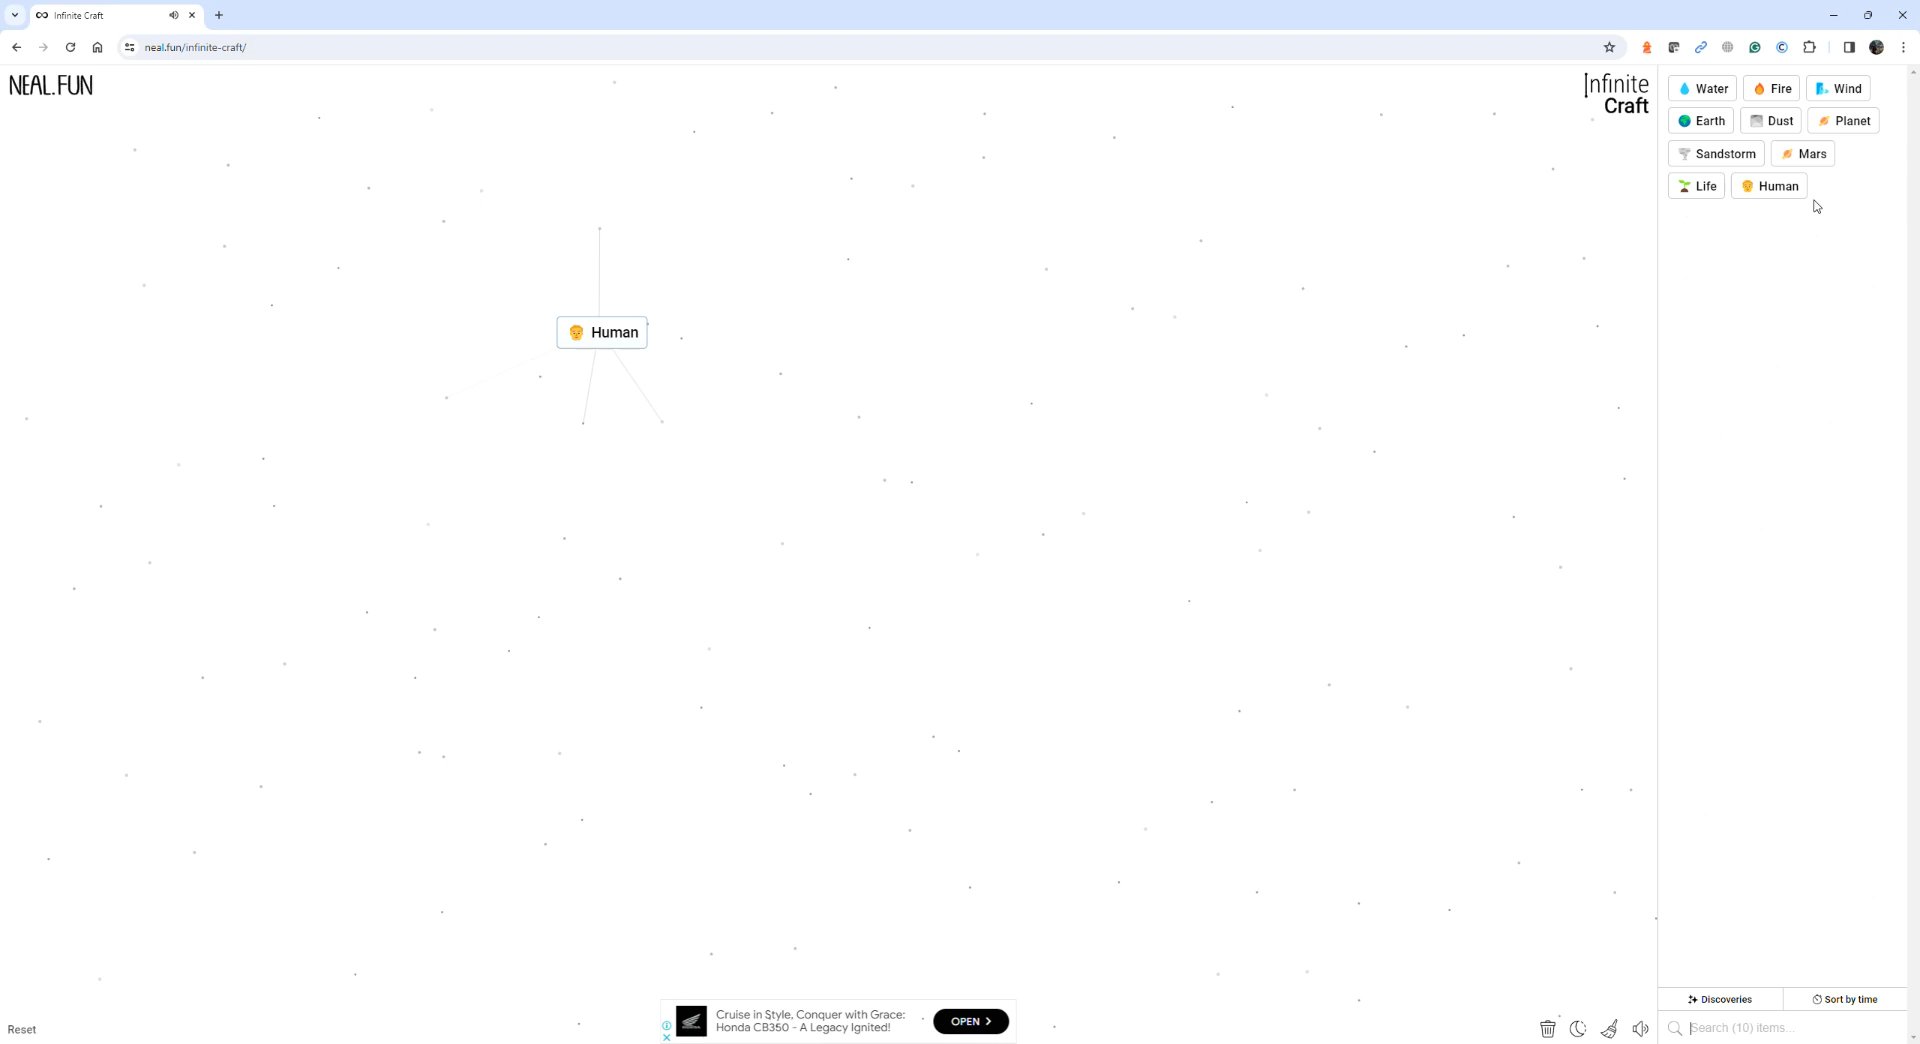 Infinite Craft
neal.fun/infinite-craft/
NEAL.FUN
Infinite
Craft
Water
Fire
Wind
Earth
Dust
Planet
Sandstorm
Mars
Life
Human
Human
Discoveries
Sort by time
Search (10) items...
Reset
Cruise in Style, Conquer with Grace:
Honda CB350 - A Legacy Ignited!
OPEN